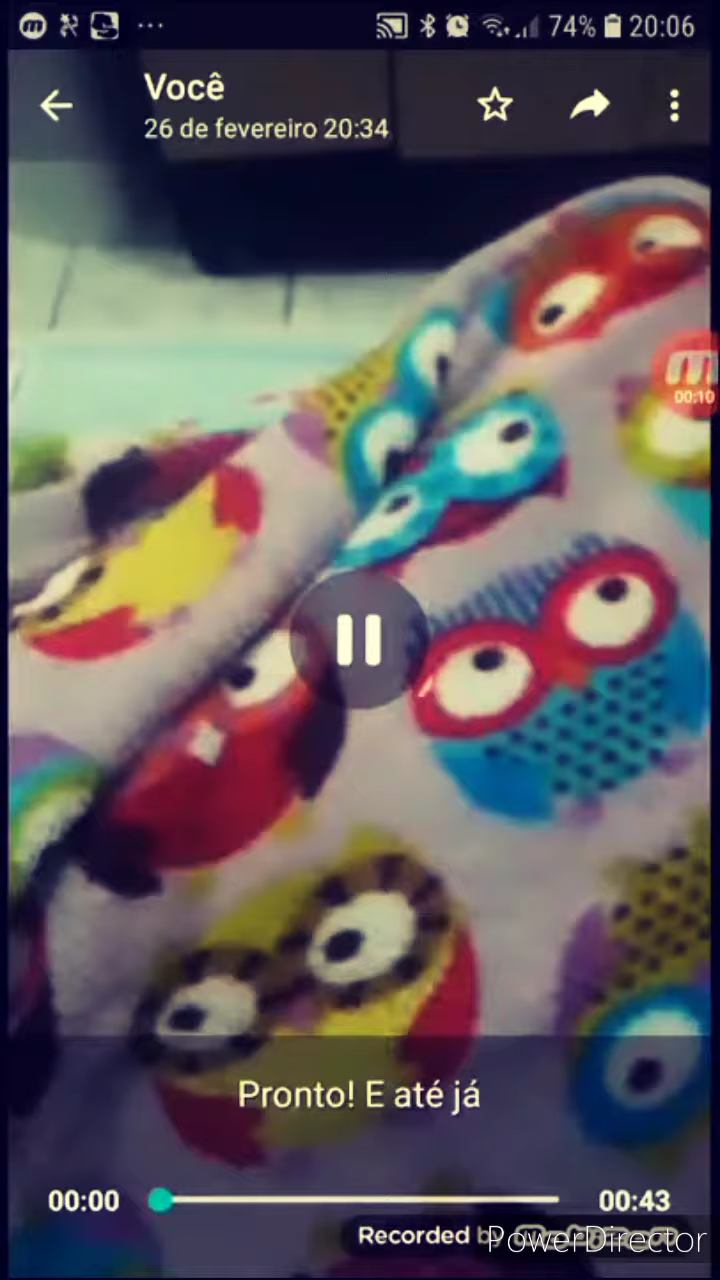 74% 20:06
Você
26 de fevereiro 20:34
m
00:10
Pronto! E até já
00:00 00:43
Recorded by
PowerDirector